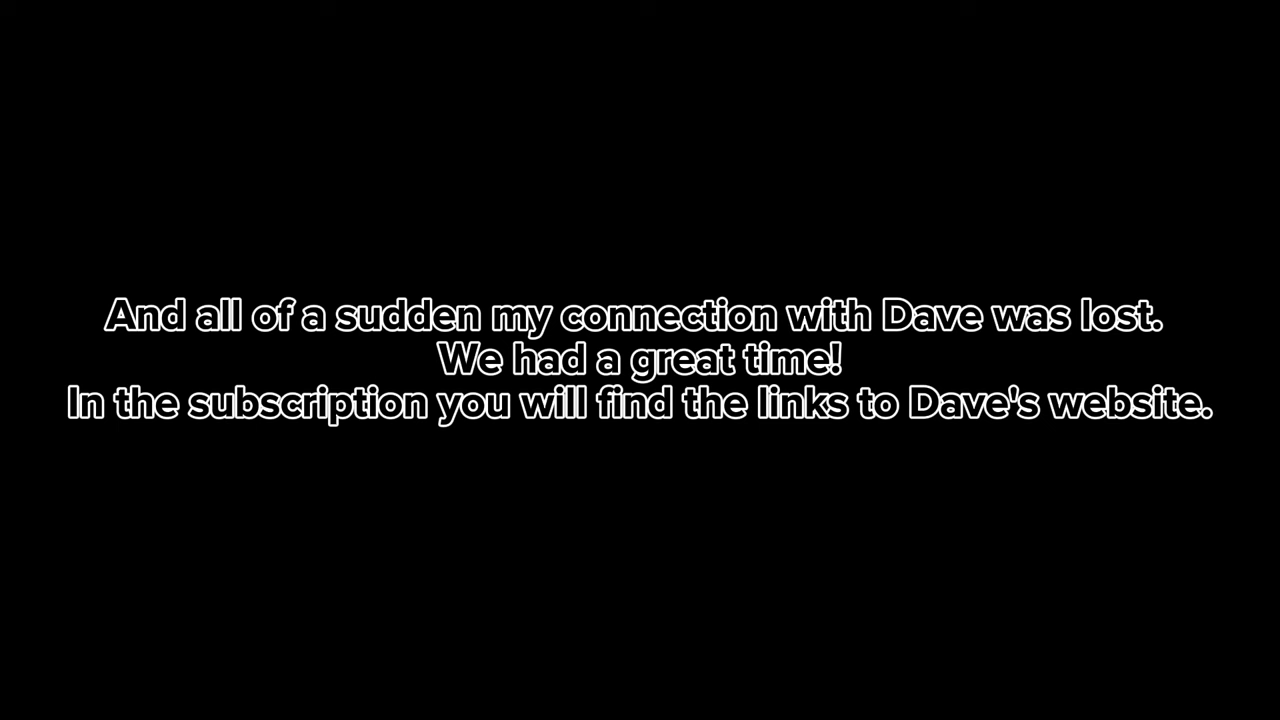 And all of a sudden my connection with Dave was lost.
We had a great time!
In the subscription you will find the links to Dave's website.